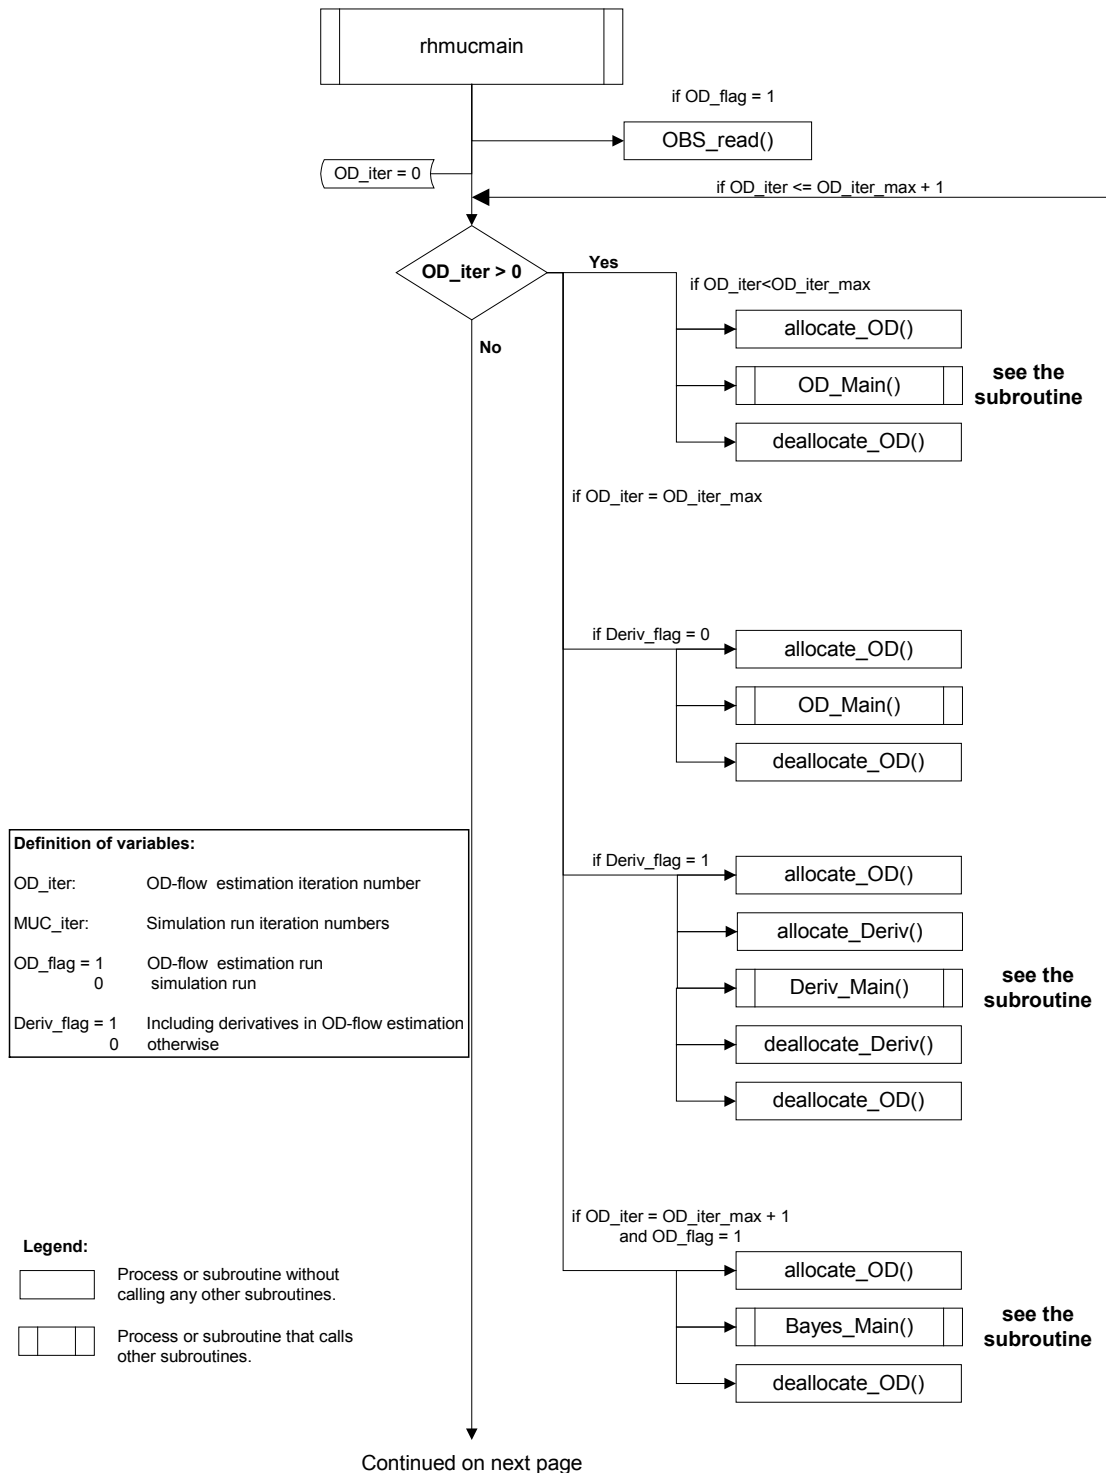 rhmucmain
if OD_flag = 1
OBS_read()
OD_iter = 0
if OD_iter <= OD_iter_max + 1
OD_iter > 0
Yes
No
if OD_iter<OD_iter_max
allocate_OD()
OD_Main()
see the
subroutine
deallocate_OD()
if OD_iter = OD_iter_max
if Deriv_flag = 0
allocate_OD()
OD_Main()
deallocate_OD()
Definition of variables:
OD_iter: OD-flow estimation iteration number
MUC_iter: Simulation run iteration numbers
OD_flag = 1 OD-flow estimation run
0 simulation run
Deriv_flag = 1 Including derivatives in OD-flow estimation
0 otherwise
if Deriv_flag = 1
allocate_OD()
allocate_Deriv()
Deriv_Main()
see the
subroutine
deallocate_Deriv()
deallocate_OD()
if OD_iter = OD_iter_max + 1
and OD_flag = 1
allocate_OD()
Bayes_Main()
see the
subroutine
deallocate_OD()
Legend:
Process or subroutine without
calling any other subroutines.
Process or subroutine that calls
other subroutines.
Continued on next page